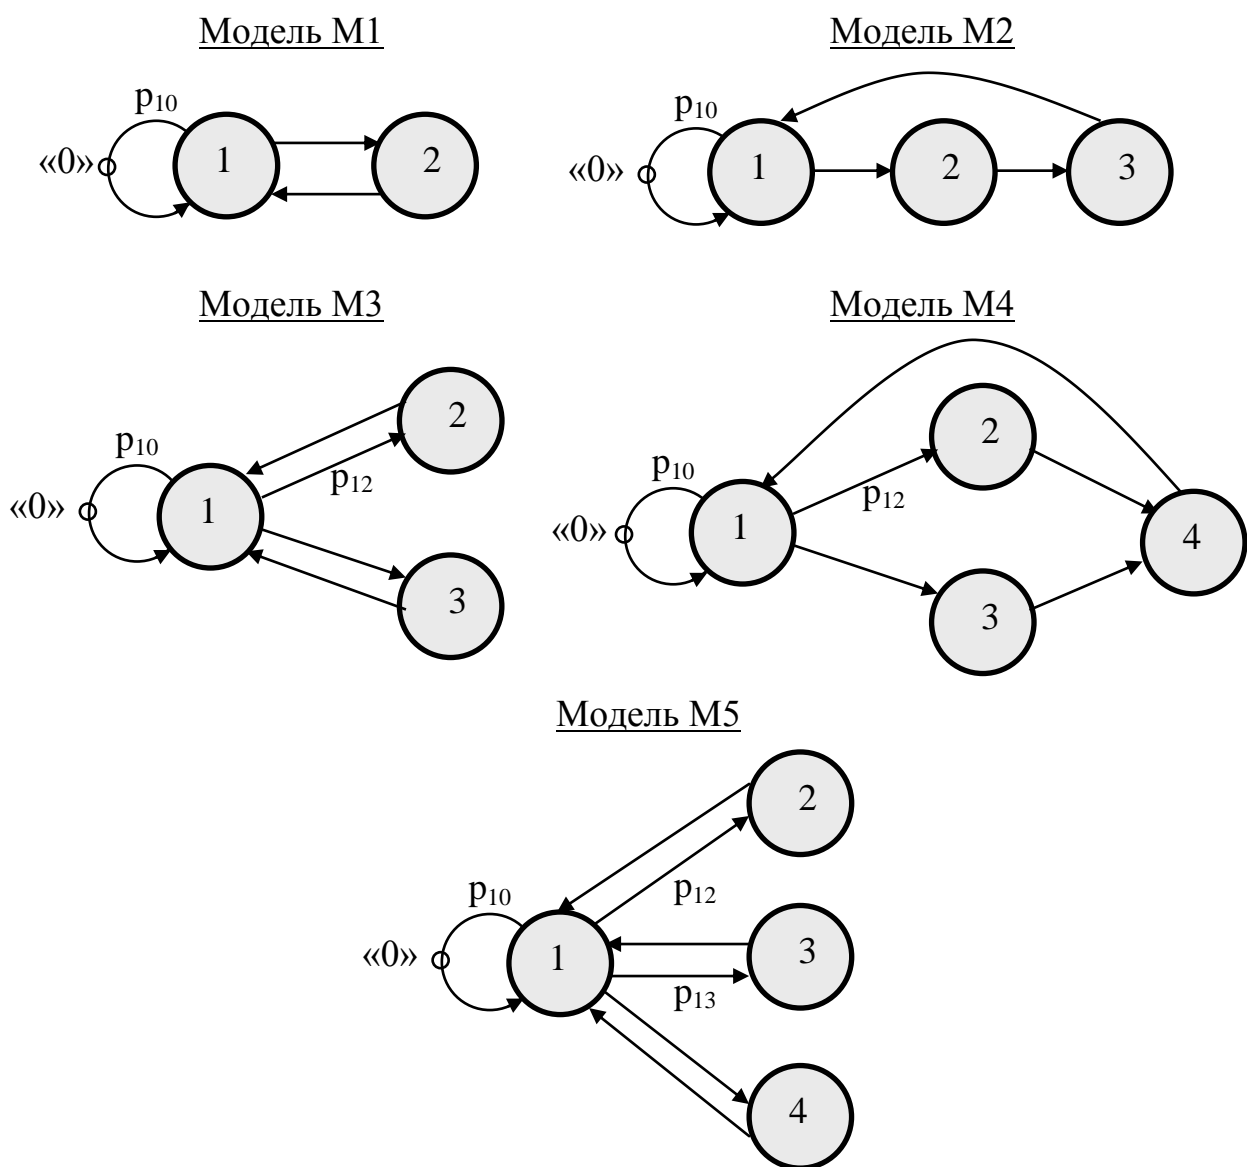 Модель М1
Модель М2
p₁₀
«0»
1
2
p₁₀
«0»
1
2
3
Модель М3
Модель М4
p₁₀
«0»
1
p₁₂
2
3
p₁₀
«0»
1
p₁₂
2
3
4
Модель М5
p₁₀
«0»
1
p₁₂
p₁₃
2
3
4